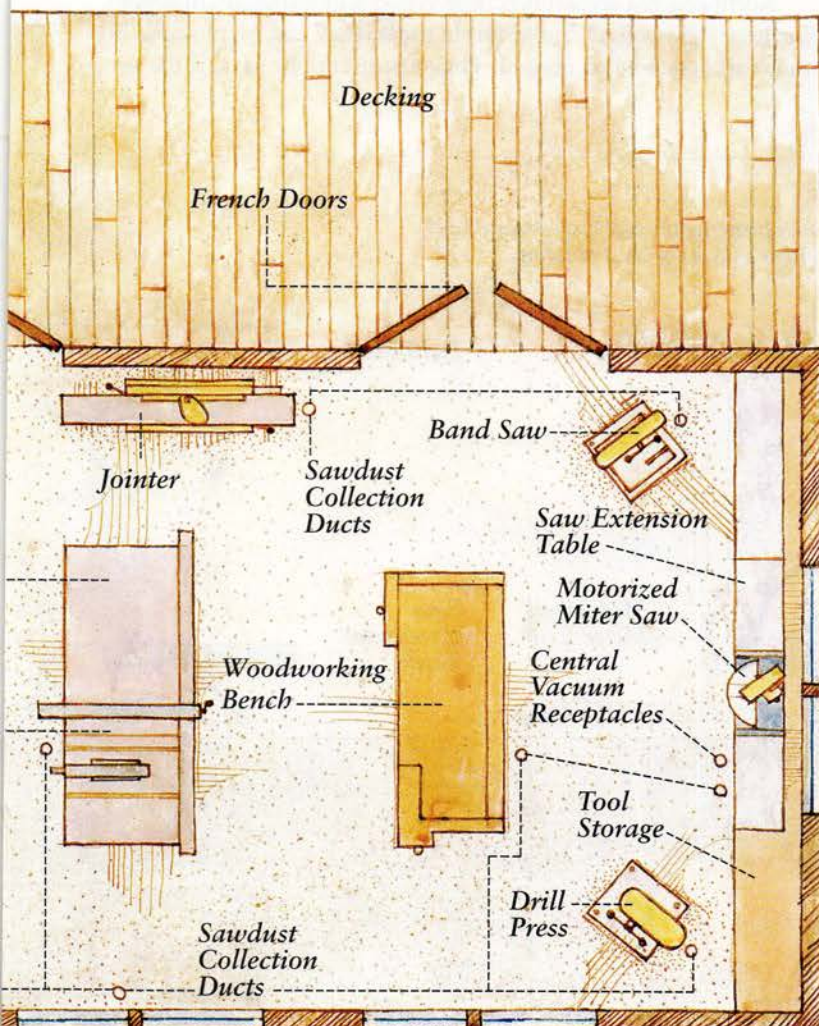 Decking
French Doors
Band Saw
Jointer
Sawdust
Collection
Ducts
Saw Extension
Table
Motorized
Miter Saw
Woodworking
Bench
Central
Vacuum
Receptacles
Tool
Storage
Drill
Press
Sawdust
Collection
Ducts